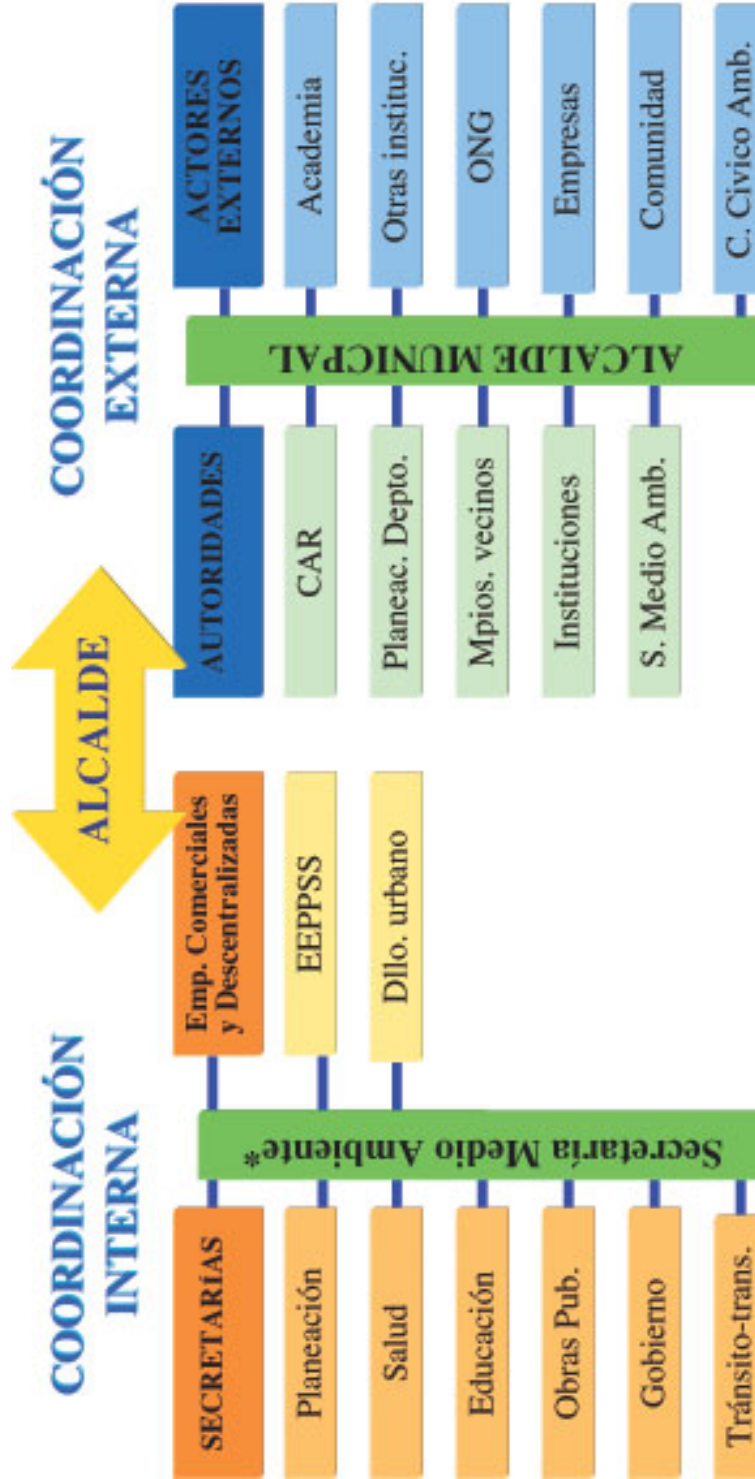 COORDINACIÓN
INTERNA
ALCALDE
COORDINACIÓN
EXTERNA
SECRETARÍAS
Planeación
Salud
Educación
Obras Pub.
Gobierno
Tránsito-trans.
Secretaría Medio Ambiente*
Emp. Comerciales
y Descentralizadas
EEPPSS
Dllo. urbano
AUTORIDADES
CAR
Planeac. Depto.
Mpios. vecinos
Instituciones
S. Medio Amb.
ALCALDE MUNICPAL
ACTORES
EXTERNOS
Academia
Otras instituc.
ONG
Empresas
Comunidad
C. Civico Amb.